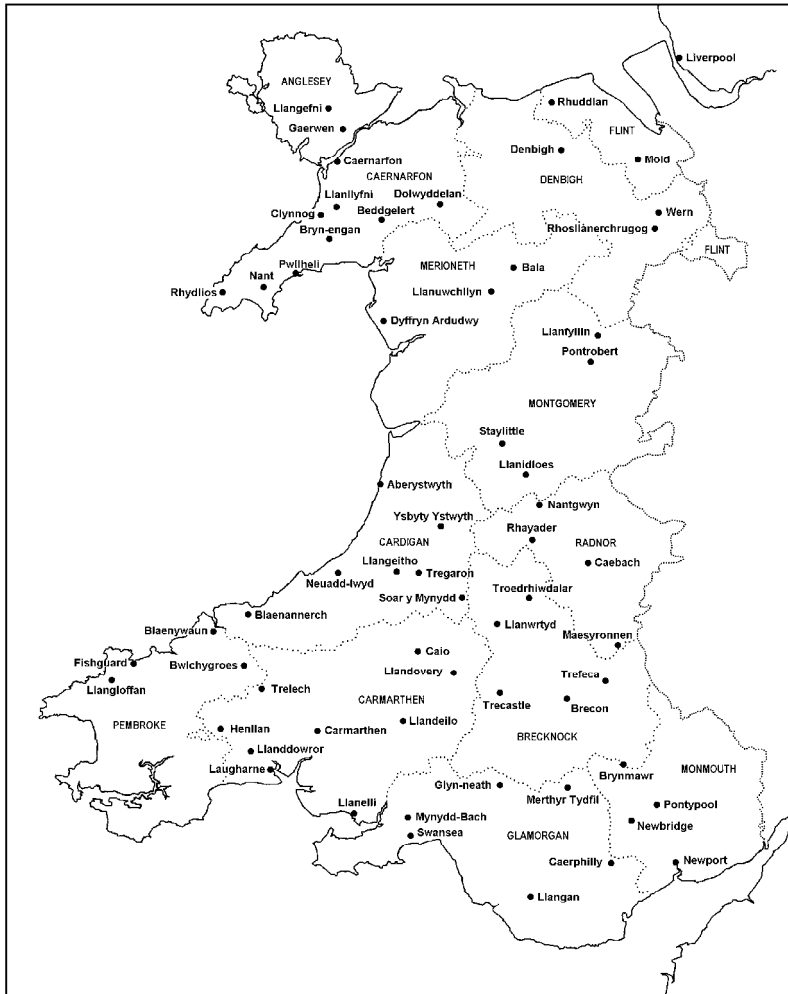 Liverpool
ANGLESEY
Rhuddlan
Llangefni
FLINT
Gaerwen
Denbigh
Mold
Caernarfon
CAERNARFON
DENBIGH
Llanllyfni
Dolwyddelan
Clynnog
Beddgelert
Wern
Bryn-engan
Rhosllanerchrugog
FLINT
Pwllheli
MERIONETH
Bala
Nant
Rhydlios
Llanuwchllyn
Dyffryn Ardudwy
Llanfyllin
Pontrobert
MONTGOMERY
Staylittle
Llanidloes
Aberystwyth
Nantgwyn
Ysbyty Ystwyth
Rhayader
CARDIGAN
RADNOR
Llangeitho
Caebach
Neuadd-lwyd
Tregaron
Troedrhiwdalar
Soar y Mynydd
Blaenannerch
Llanwrtyd
Blaenywaun
Maesyronnen
Caio
Fishguard
Bwlchygroes
Llandovery
Trefeca
Llangloffan
Trelech
CARMARTHEN
Trecastle
Brecon
PEMBROKE
Henllan
Carmarthen
Llandeilo
BRECKNOCK
Llanddowror
Laugharne
Brynmawr
MONMOUTH
Glyn-neath
Merthyr Tydfil
Llanelli
Pontypool
Mynydd-Bach
Newbridge
Swansea
GLAMORGAN
Caerphilly
Newport
Llangan